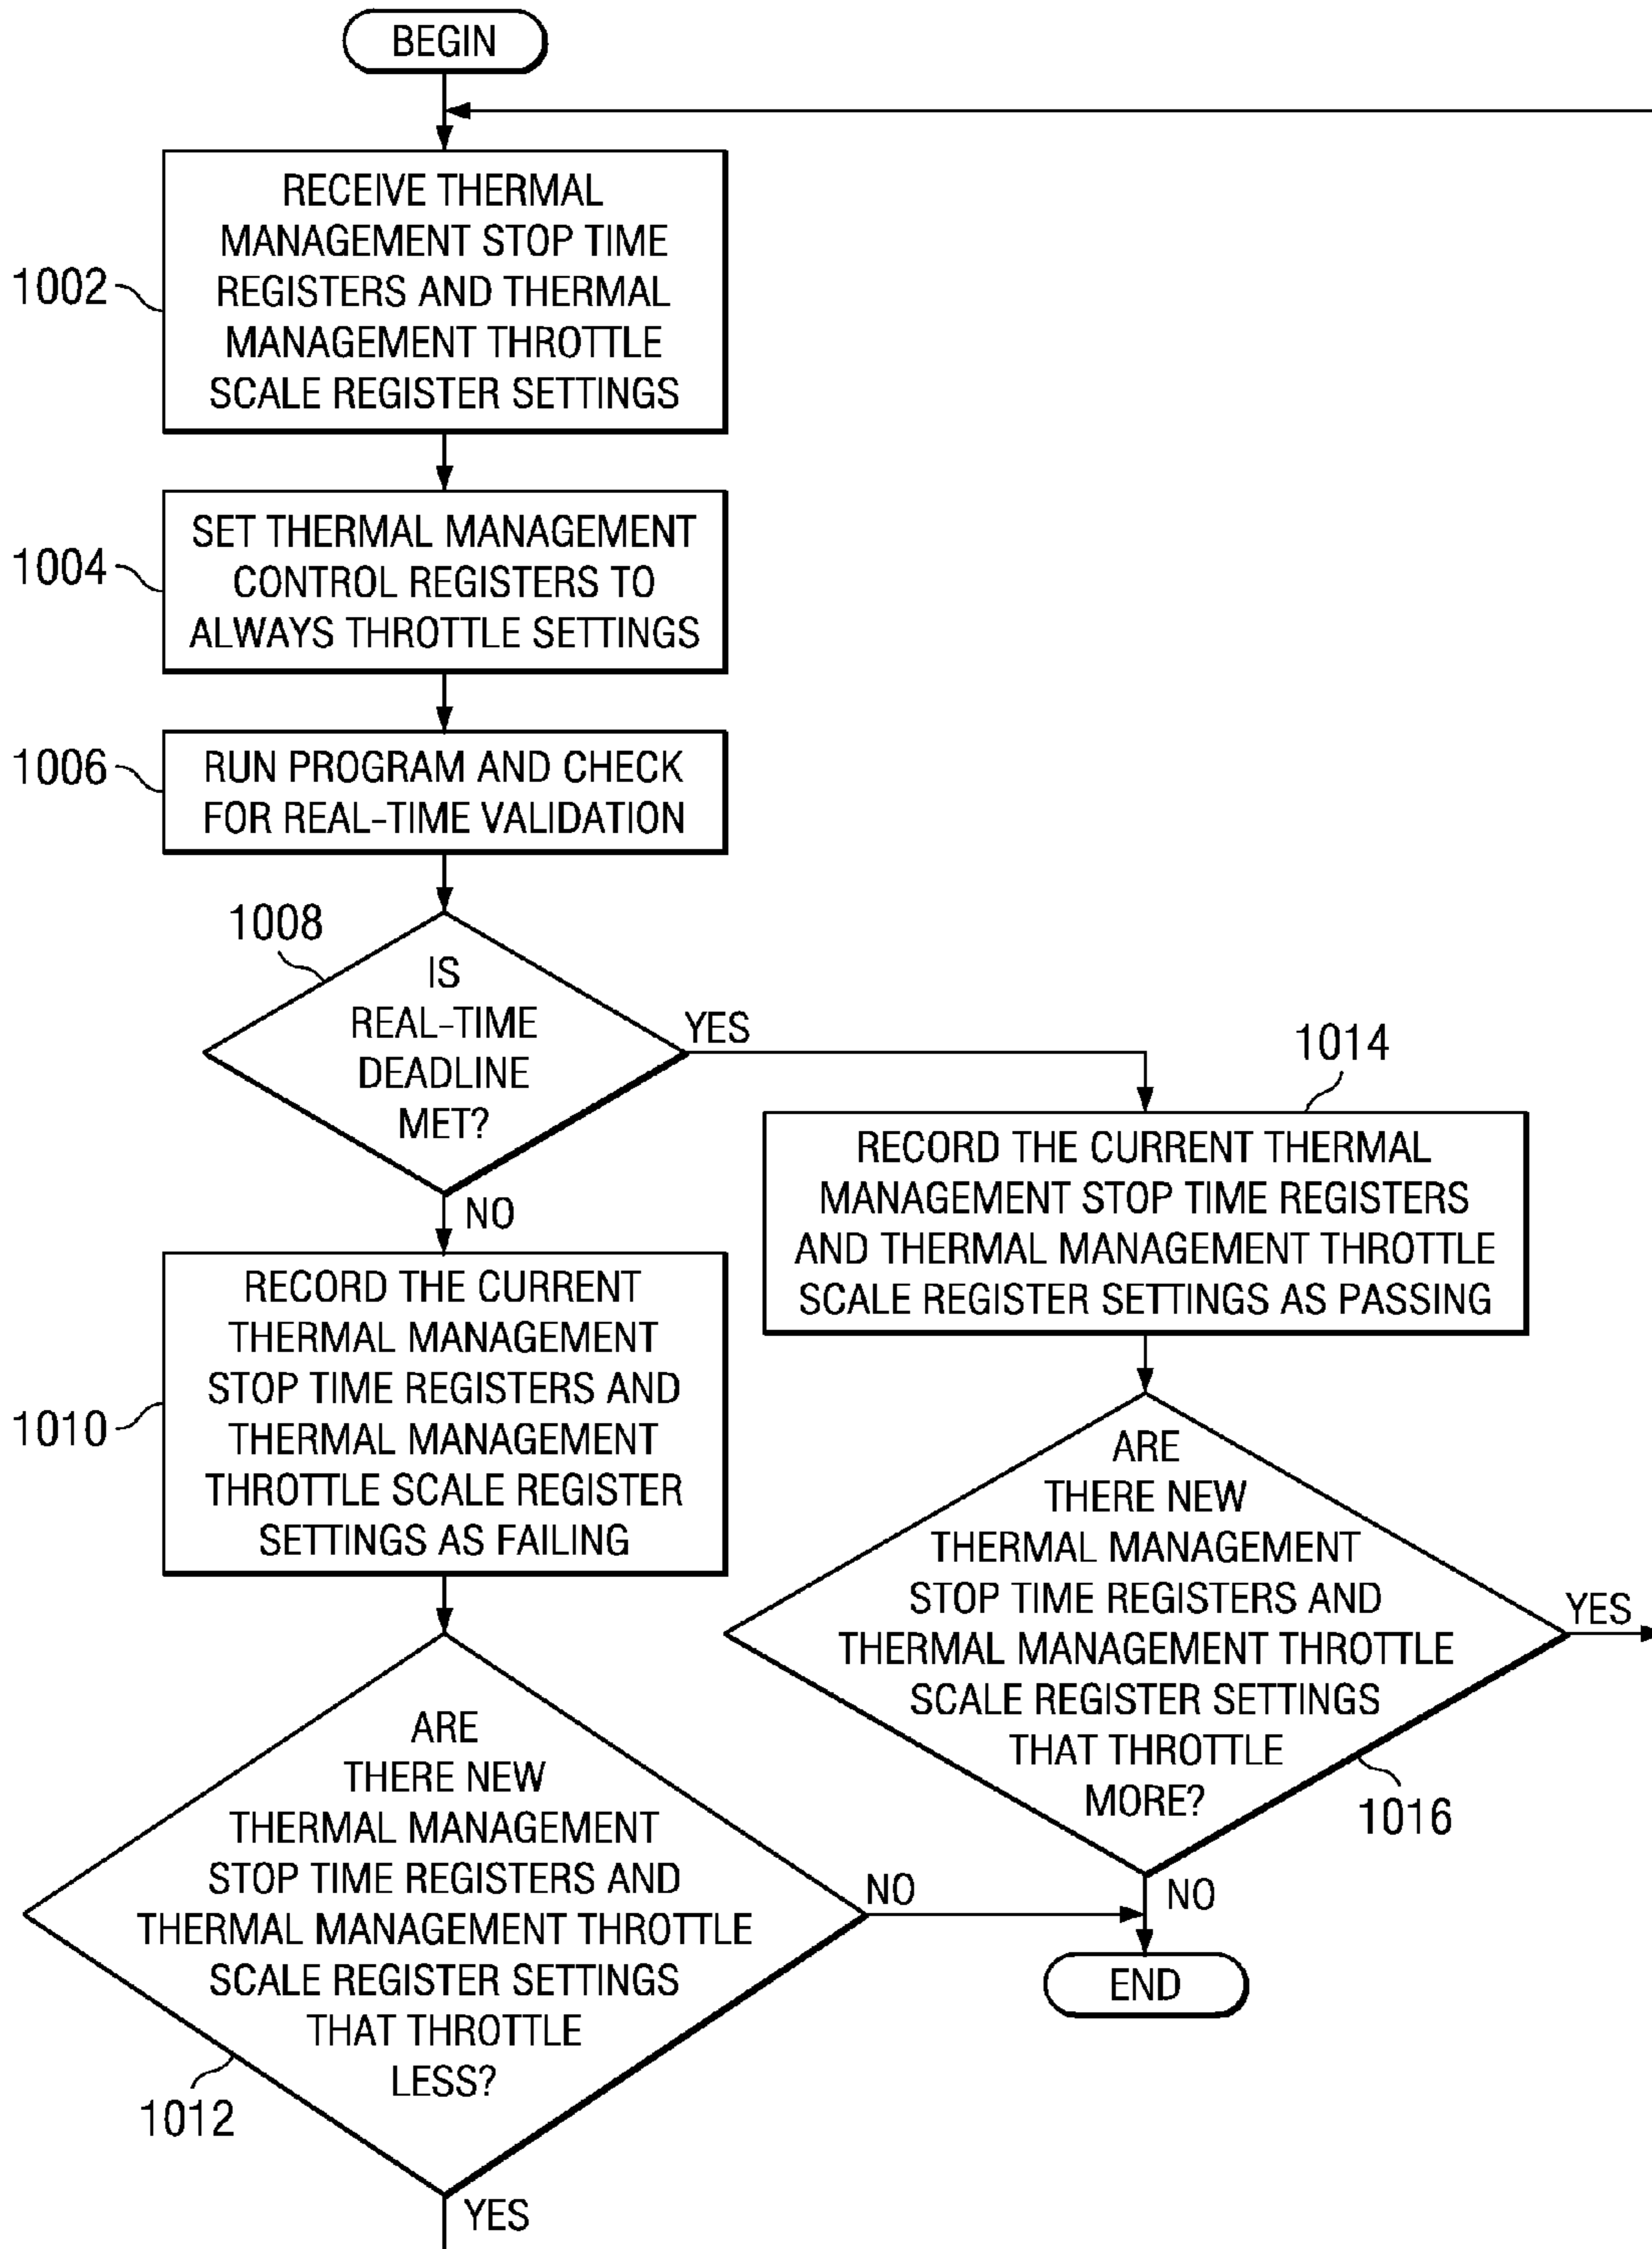 BEGIN
RECEIVE THERMAL
MANAGEMENT STOP TIME
REGISTERS AND THERMAL
MANAGEMENT THROTTLE
SCALE REGISTER SETTINGS
1002
SET THERMAL MANAGEMENT
CONTROL REGISTERS TO
ALWAYS THROTTLE SETTINGS
1004
RUN PROGRAM AND CHECK
FOR REAL-TIME VALIDATION
1006
1008
IS
REAL-TIME
DEADLINE
MET?
YES
NO
1014
RECORD THE CURRENT THERMAL
MANAGEMENT STOP TIME REGISTERS
AND THERMAL MANAGEMENT THROTTLE
SCALE REGISTER SETTINGS AS PASSING
RECORD THE CURRENT
THERMAL MANAGEMENT
STOP TIME REGISTERS AND
THERMAL MANAGEMENT
THROTTLE SCALE REGISTER
SETTINGS AS FAILING
1010
ARE
THERE NEW
THERMAL MANAGEMENT
STOP TIME REGISTERS AND
THERMAL MANAGEMENT THROTTLE
SCALE REGISTER SETTINGS
THAT THROTTLE
MORE?
YES
1016
NO
ARE
THERE NEW
THERMAL MANAGEMENT
STOP TIME REGISTERS AND
THERMAL MANAGEMENT THROTTLE
SCALE REGISTER SETTINGS
THAT THROTTLE
LESS?
NO
1012
YES
END